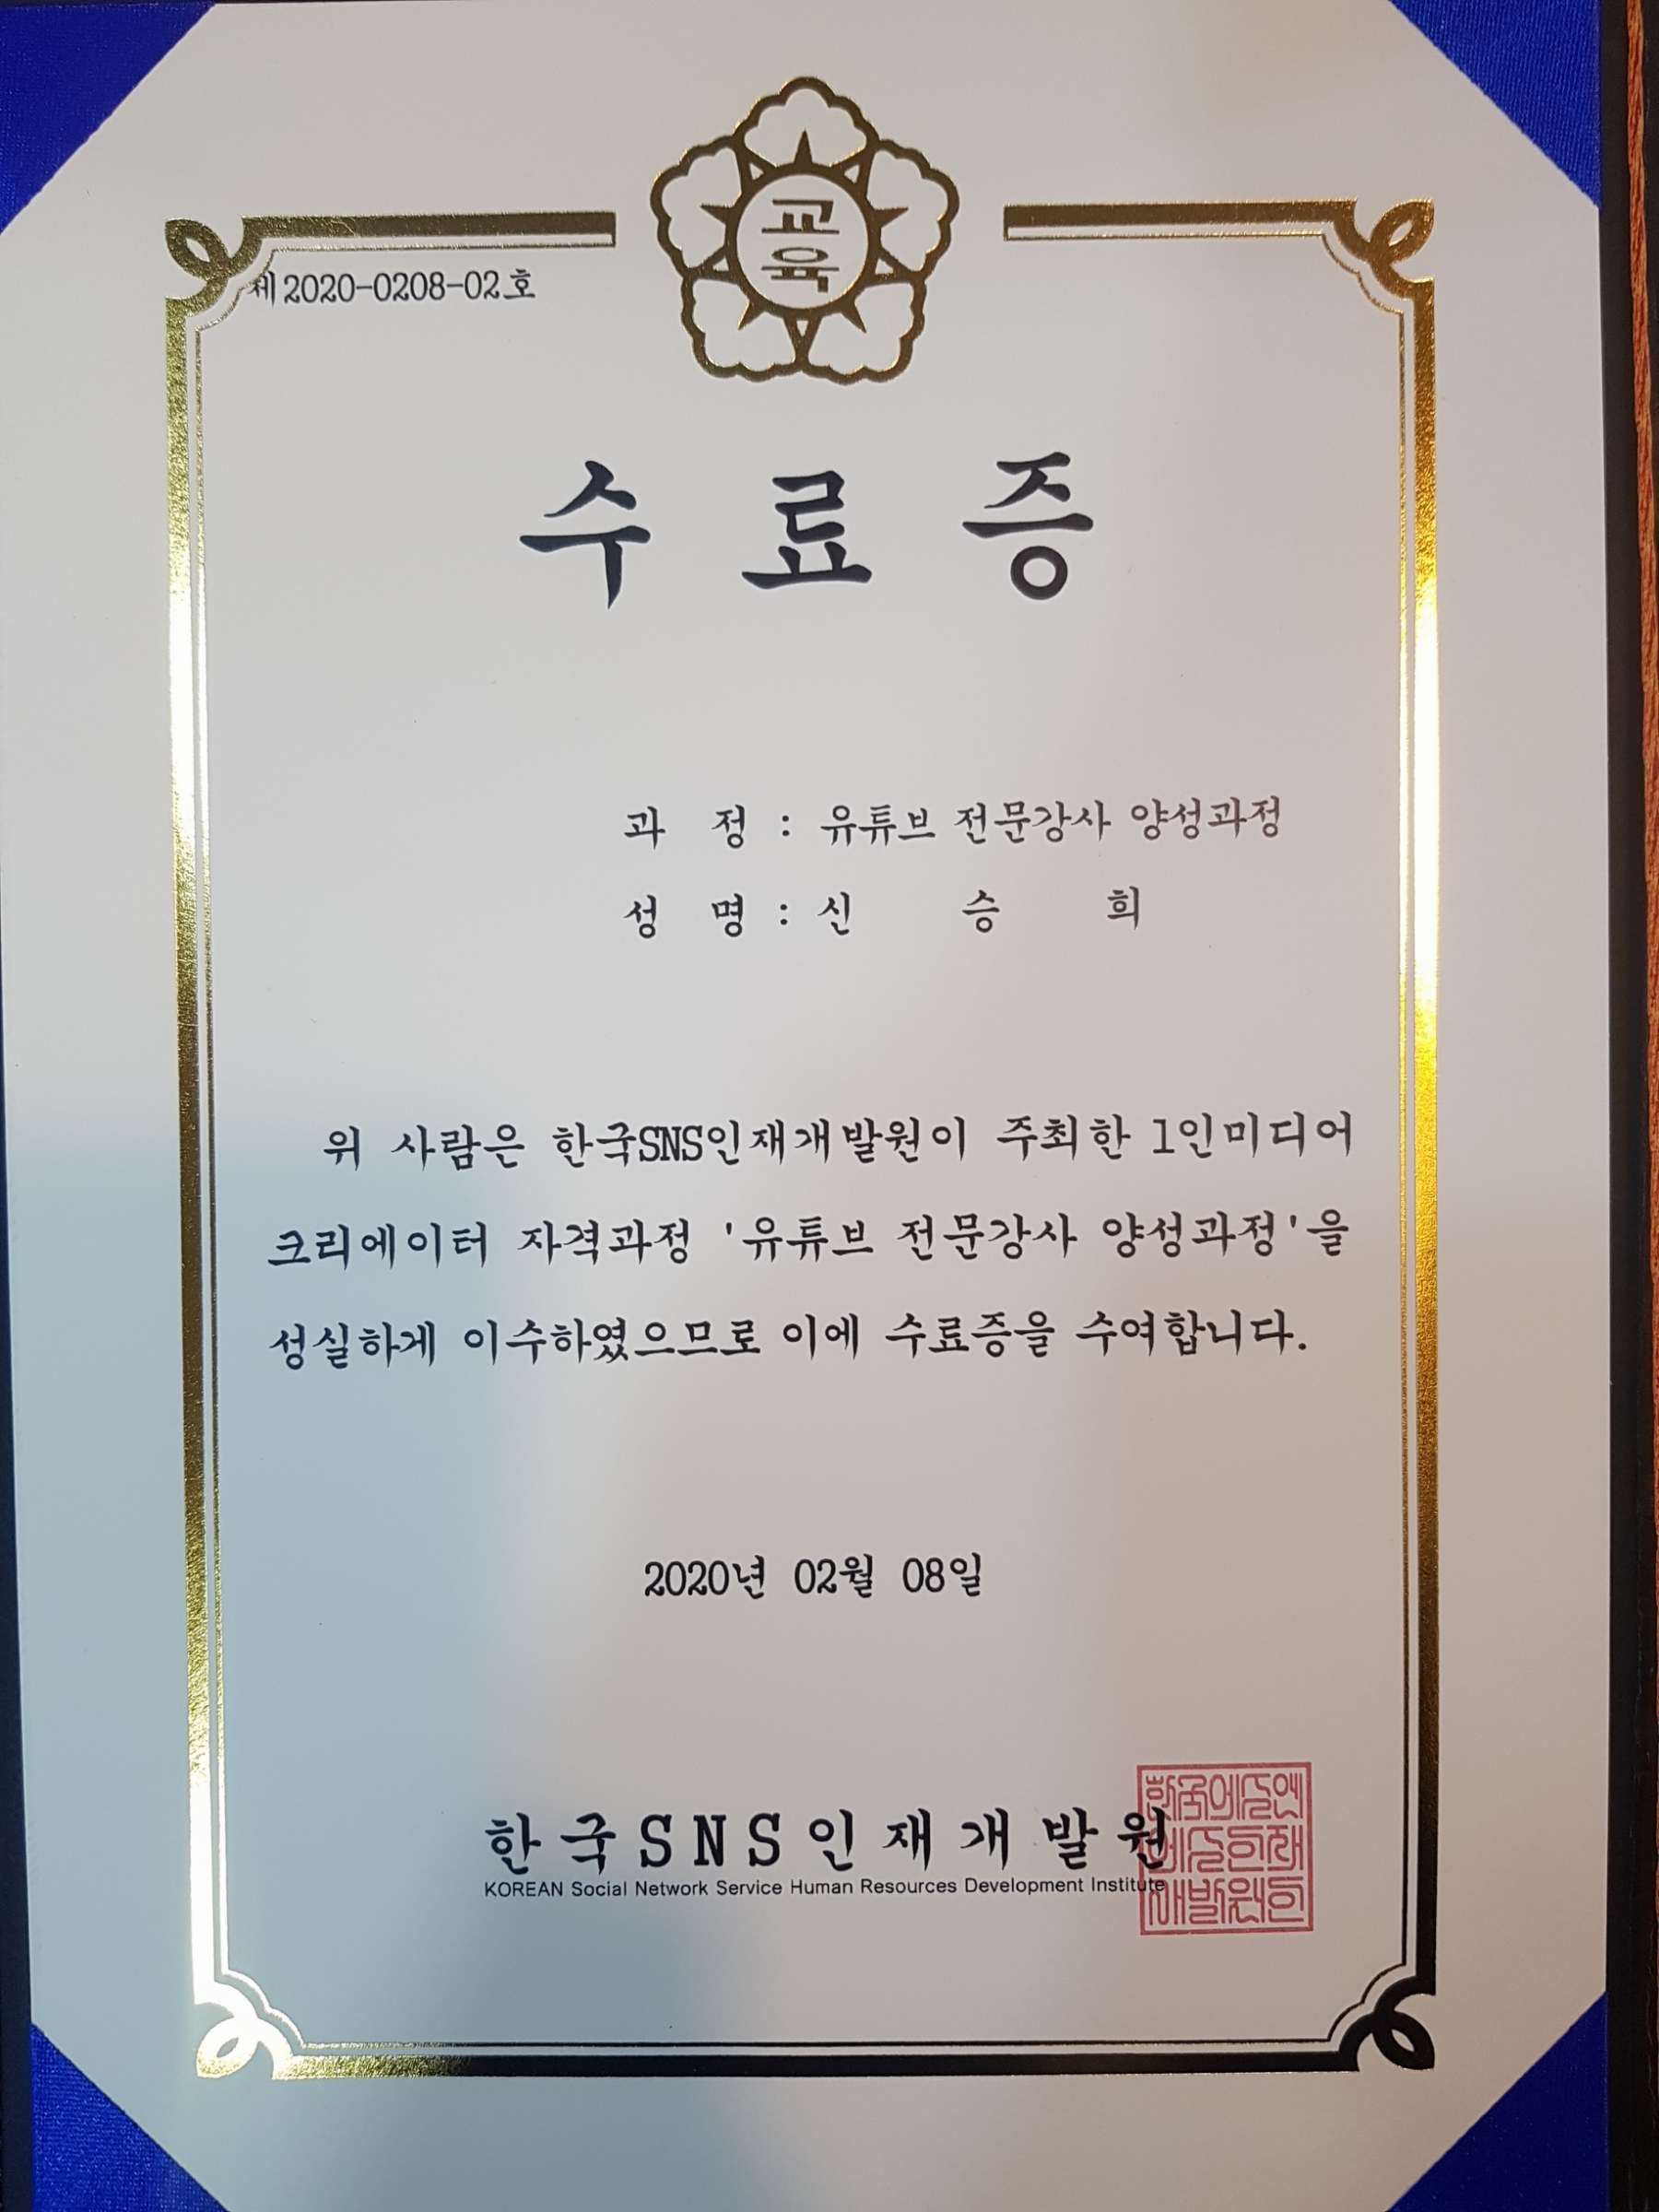 교
육
제 2020-0208-02호
수 료 증
과 정 : 유튜브 전문강사 양성과정
성 명 : 신 승 희
위 사람은 한국SNS인재개발원이 주최한 1인미디어
크리에이터 자격과정 '유튜브 전문강사 양성과정'을
성실하게 이수하였으므로 이에 수료증을 수여합니다.
2020년 02월 08일
한국SNS인재개발원
KOREAN Social Network Service Human Resources Development Institute